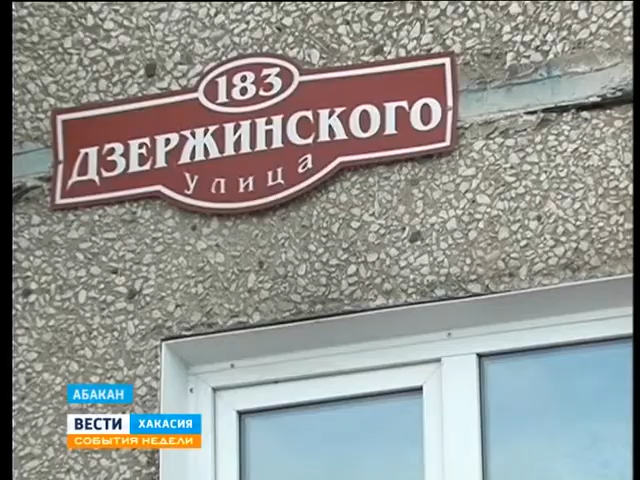 183
ДЗЕРЖИНСКОГО
Улица
АБАКАН
ВЕСТИ ХАКАСИЯ
СОБЫТИЯ НЕДЕЛИ